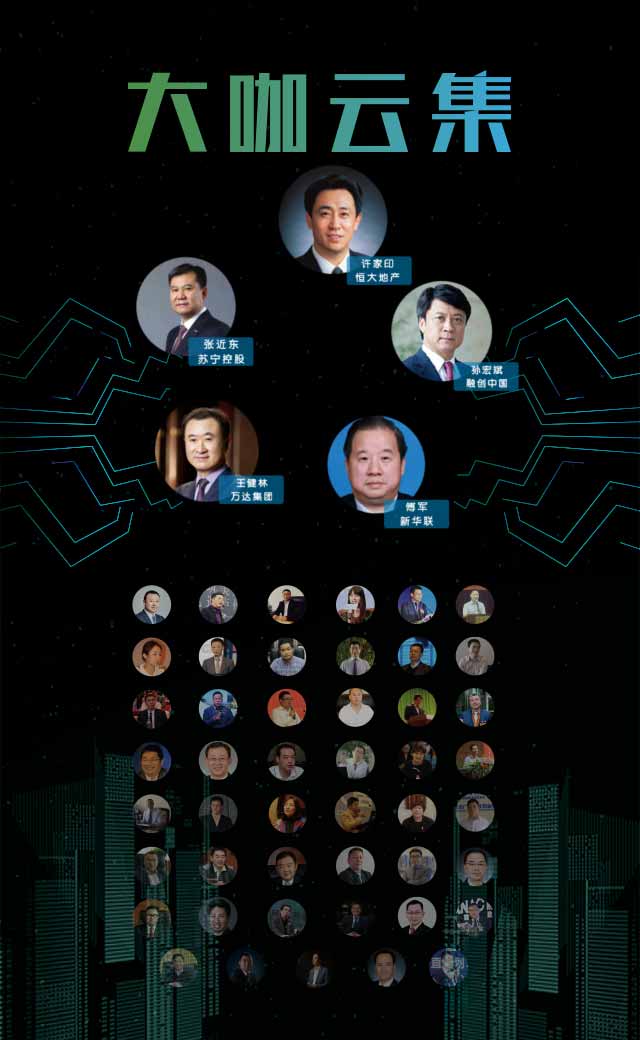 大咖云集
许家印
恒大地产
张近东
苏宁控股
孙宏斌
融创中国
王健林
万达集团
傅军
新华联